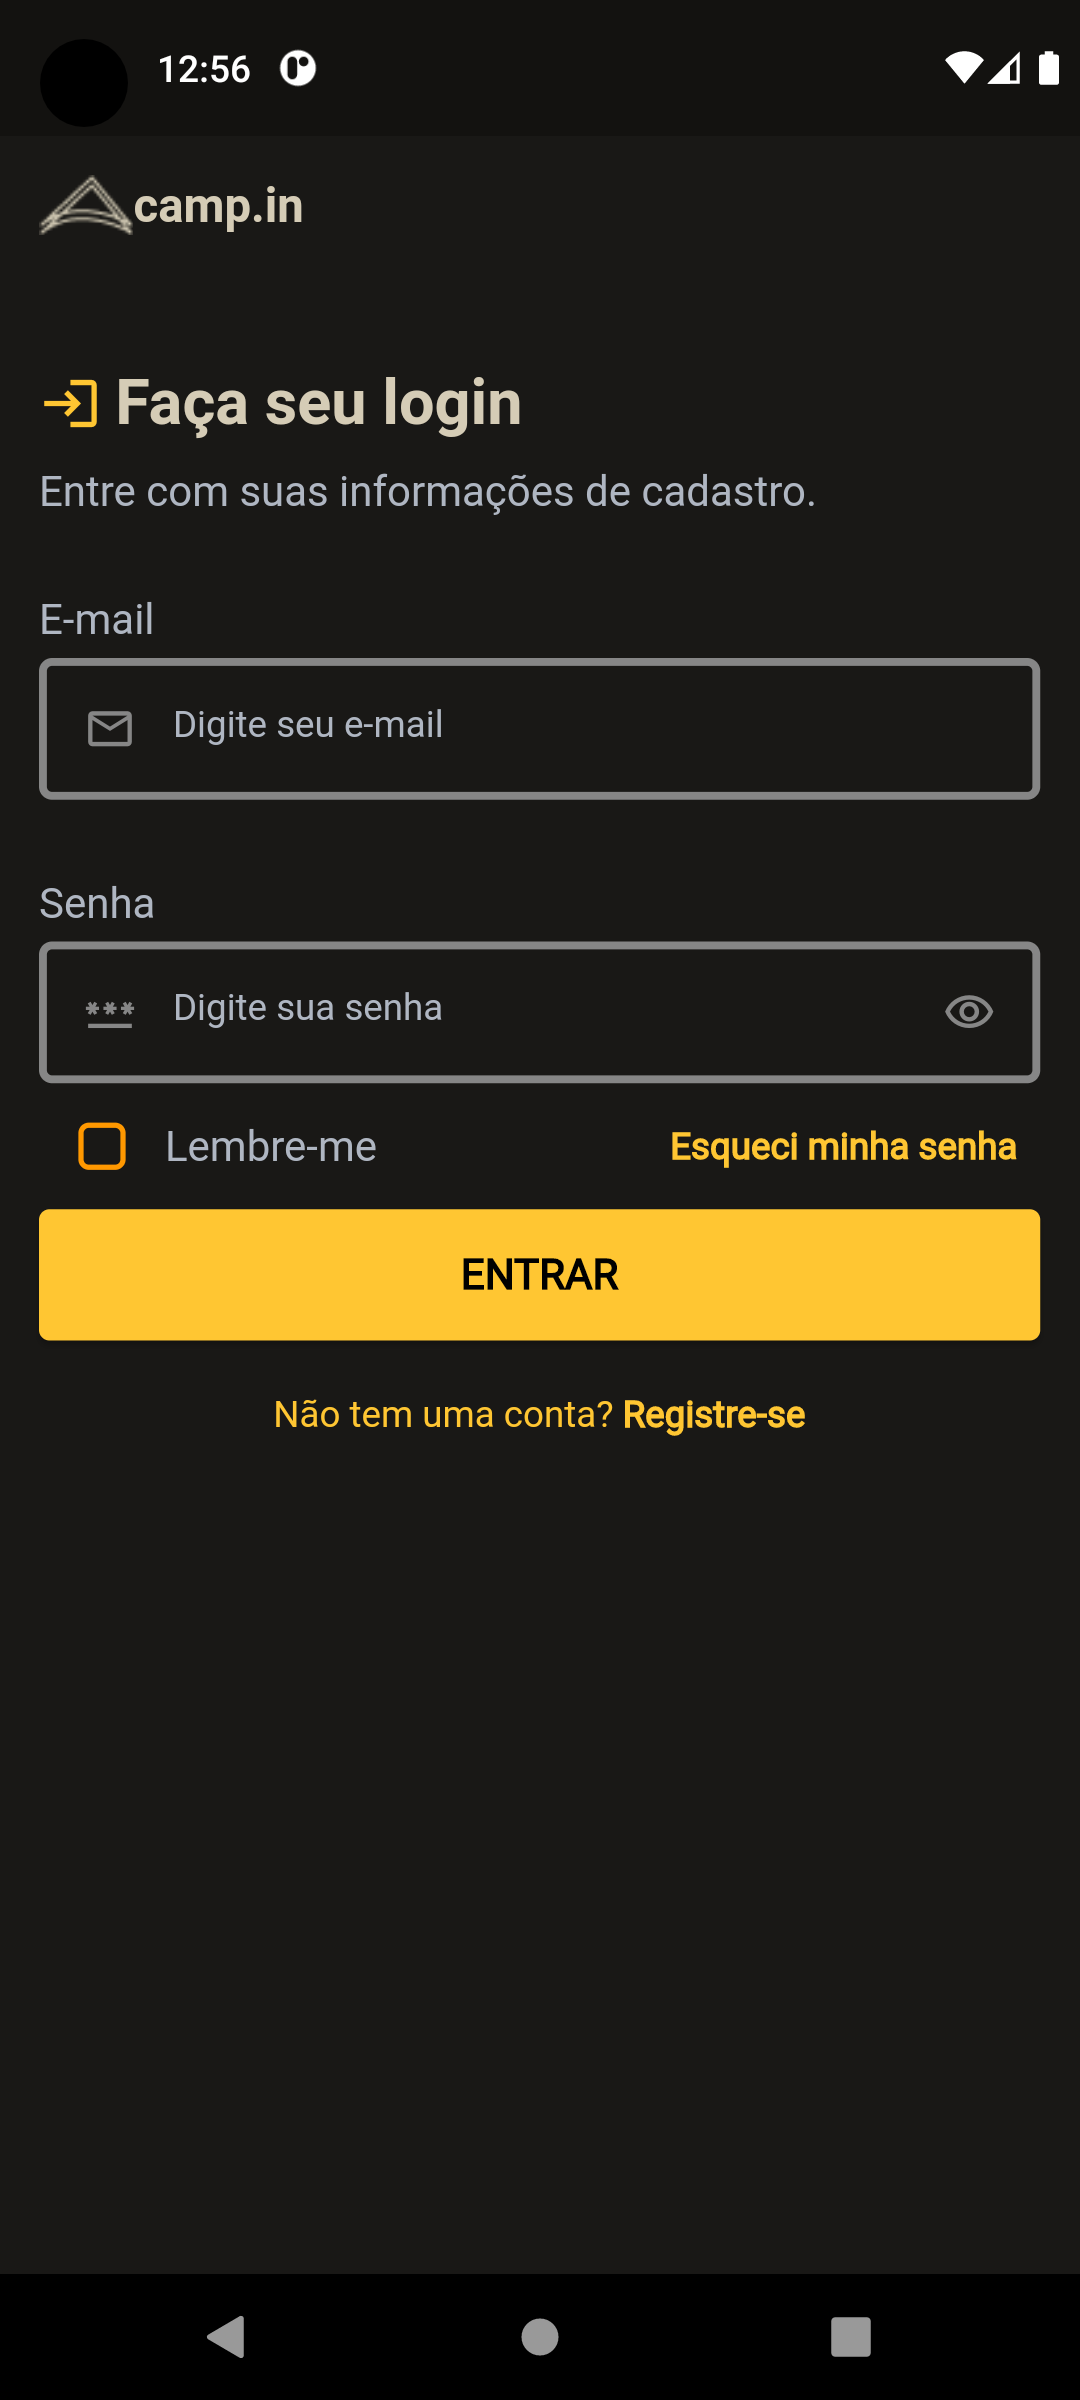 12:56
camp.in
Faça seu login
Entre com suas informações de cadastro.
E-mail
Digite seu e-mail
Senha
*** Digite sua senha
Lembre-me Esqueci minha senha
ENTRAR
Não tem uma conta? Registre-se